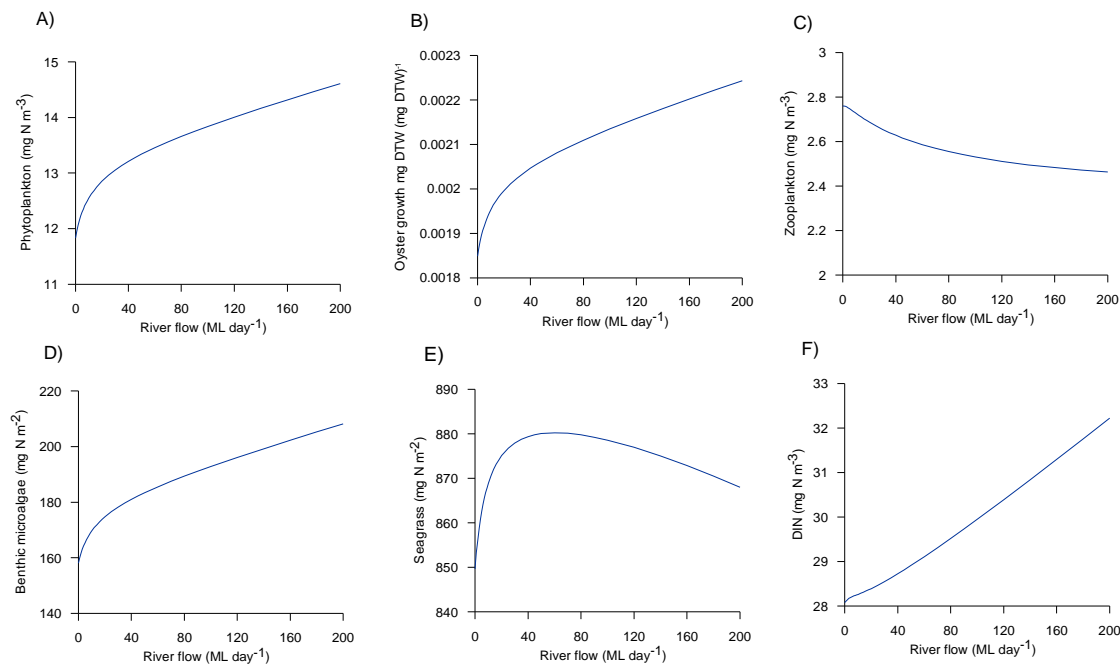 A)
Phytoplankton (mg N m-3)
15
14
13
12
11
0 40 80 120 160 200
River flow (ML day-1)
B)
Oyster growth mg DTW (mg DTW)-1
0.0023
0.0022
0.0021
0.002
0.0019
0.0018
0 40 80 120 160 200
River flow (ML day-1)
C)
Zooplankton (mg N m-3)
3
2.8
2.6
2.4
2.2
2
0 40 80 120 160 200
River flow (ML day-1)
D)
Benthic microalgae (mg N m-2)
220
200
180
160
140
0 40 80 120 160 200
River flow (ML day-1)
E)
Seagrass (mg N m-2)
890
880
870
860
850
840
0 40 80 120 160 200
River flow (ML day-1)
F)
DIN (mg N m-3)
33
32
31
30
29
28
0 40 80 120 160 200
River flow (ML day-1)